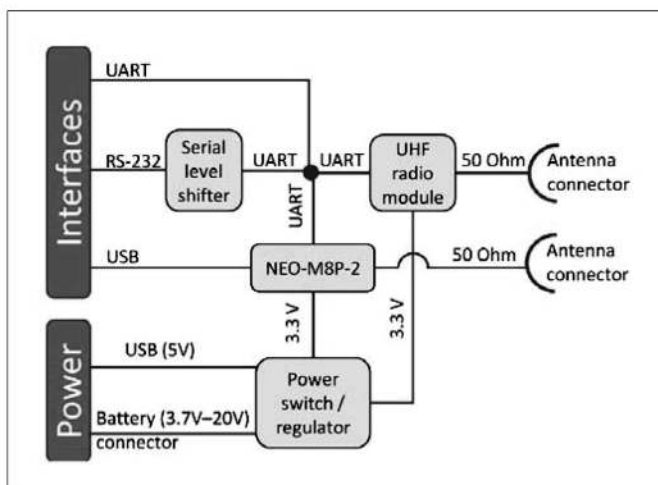 Interfaces
UART
RS-232
Serial
level
shifter
UART
UART
UHF
radio
module
50 Ohm
Antenna
connector
UART
USB
NEO-M8P-2
50 Ohm
Antenna
connector
3.3 V
3.3 V
Power
USB (5V)
Battery (3.7V–20V)
connector
Power
switch /
regulator